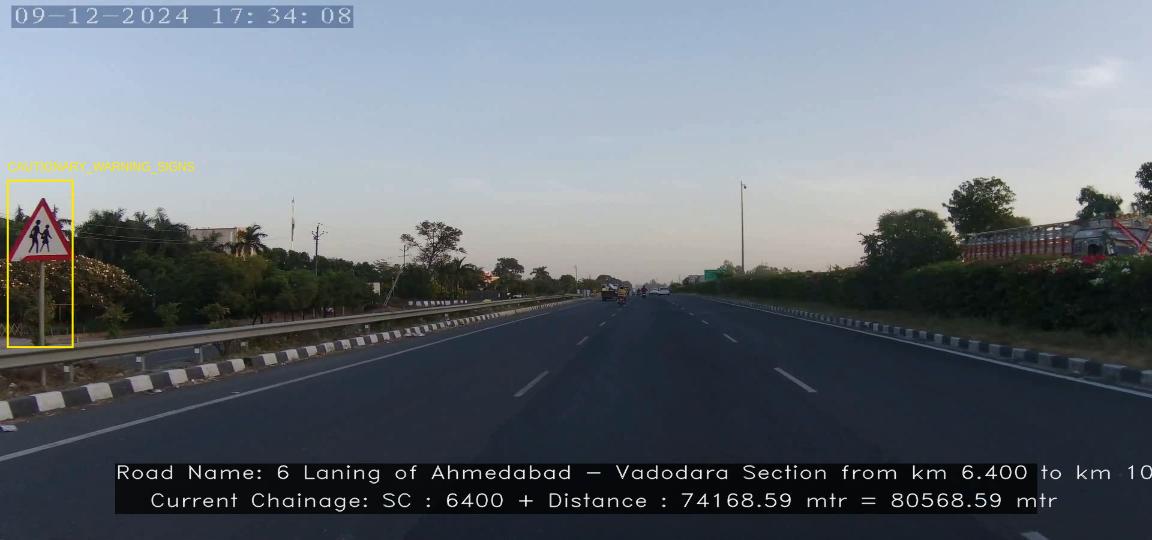 09-12-2024 17:34:08
CAUTIONARY_WARNING_SIGNS
Road Name: 6 Laning of Ahmedabad - Vadodara Section from km 6.400 to km 10
Current Chainage: SC : 6400 + Distance : 74168.59 mtr = 80568.59 mtr